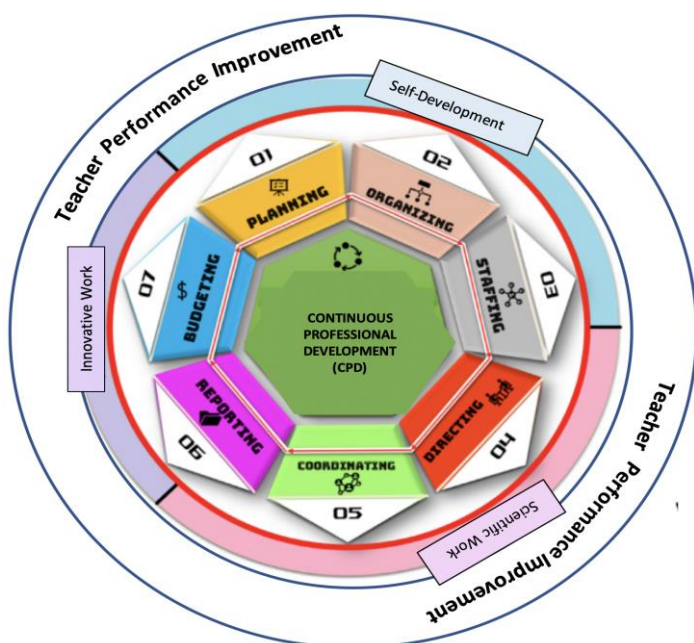 Teacher Performance Improvement
Self-Development
01
PLANNING
02
ORGANIZING
03
STAFFING
07
BUDGETING
Innovative Work
CONTINUOUS
PROFESSIONAL
DEVELOPMENT
(CPD)
06
REPORTING
DIRECTING
04
COORDINATING
05
Scientific Work
Teacher Performance Improvement